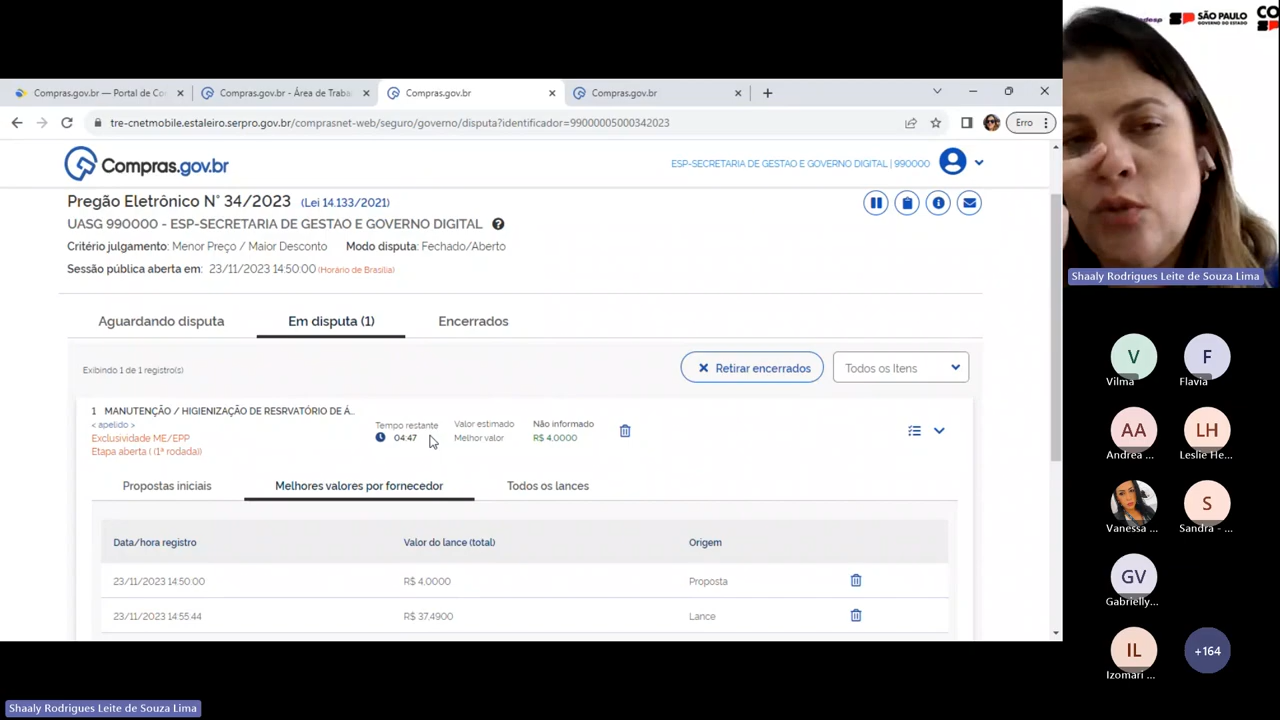 Compras.gov.br — Portal de Co
Compras.gov.br - Área de Traba
Compras.gov.br
Compras.gov.br
tre-cnetmobile.estaleiro.serpro.gov.br/comprasnet-web/seguro/governo/disputa?identificador=99000005000342023
Erro
Compras.gov.br
ESP-SECRETARIA DE GESTAO E GOVERNO DIGITAL | 990000
Pregão Eletrônico N° 34/2023 (Lei 14.133/2021)
UASG 990000 - ESP-SECRETARIA DE GESTAO E GOVERNO DIGITAL
Critério julgamento: Menor Preço / Maior Desconto Modo disputa: Fechado/Aberto
Sessão pública aberta em: 23/11/2023 14:50:00 (Horário de Brasília)
Aguardando disputa
Em disputa (1)
Encerrados
Exibindo 1 de 1 registro(s)
Retirar encerrados
Todos os Itens
1 MANUTENÇÃO / HIGIENIZAÇÃO DE RESRVATÓRIO DE Á...
< apelido >
Exclusividade ME/EPP
Etapa aberta ( (1ª rodada))
Tempo restante
04:47
Valor estimado Não informado
Melhor valor R$ 4.0000
Propostas iniciais
Melhores valores por fornecedor
Todos os lances
Data/hora registro Valor do lance (total) Origem
23/11/2023 14:50:00 R$ 4.0000 Proposta
23/11/2023 14:55:44 R$ 37,4900 Lance
SÃO PAULO
GOVERNO DO ESTADO
CO
Shaaly Rodrigues Leite de Souza Lima
V
Vilma
F
Flavia
AA
Andrea ...
LH
Leslie He...
Vanessa ...
S
Sandra - ...
GV
Gabrielly...
IL
Izomari ...
+164
Shaaly Rodrigues Leite de Souza Lima